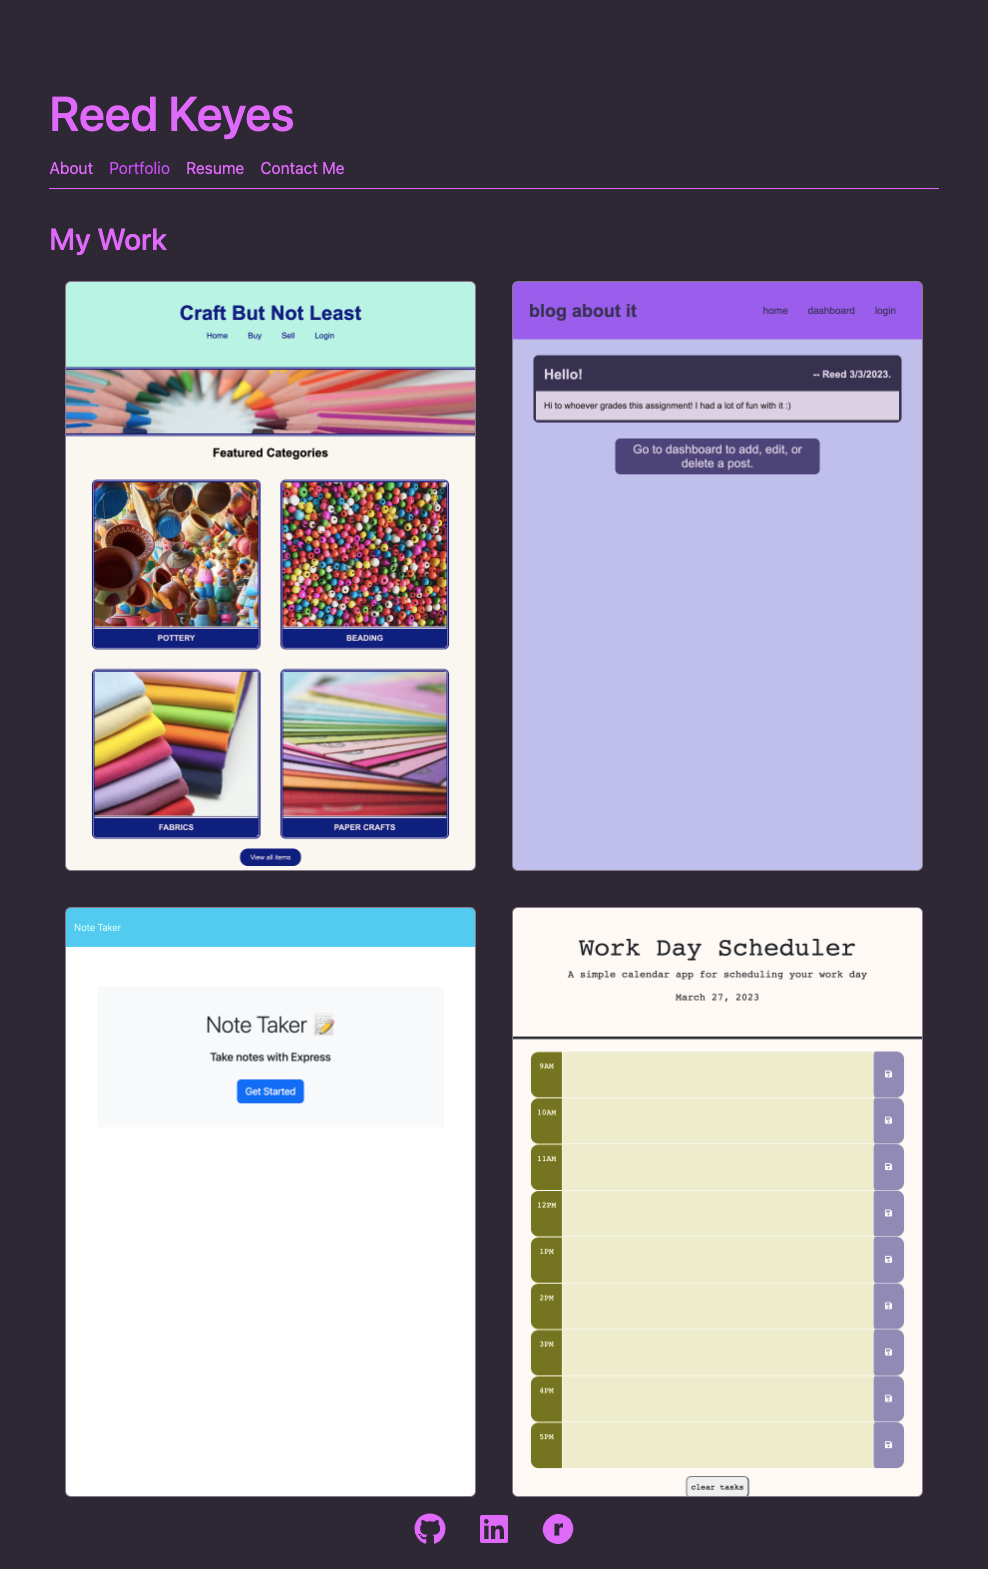 Reed Keyes
About Portfolio Resume Contact Me
My Work
Craft But Not Least
Home Buy Sell Login
Featured Categories
POTTERY
BEADING
FABRICS
PAPER CRAFTS
View all items
blog about it
home dashboard login
Hello!
-- Reed 3/3/2023.
Hi to whoever grades this assignment! I had a lot of fun with it :)
Go to dashboard to add, edit, or
delete a post.
Note Taker
Note Taker 📝
Take notes with Express
Get Started
Work Day Scheduler
A simple calendar app for scheduling your work day
March 27, 2023
9AM
10AM
11AM
12PM
1PM
2PM
3PM
4PM
5PM
clear tasks
in
r